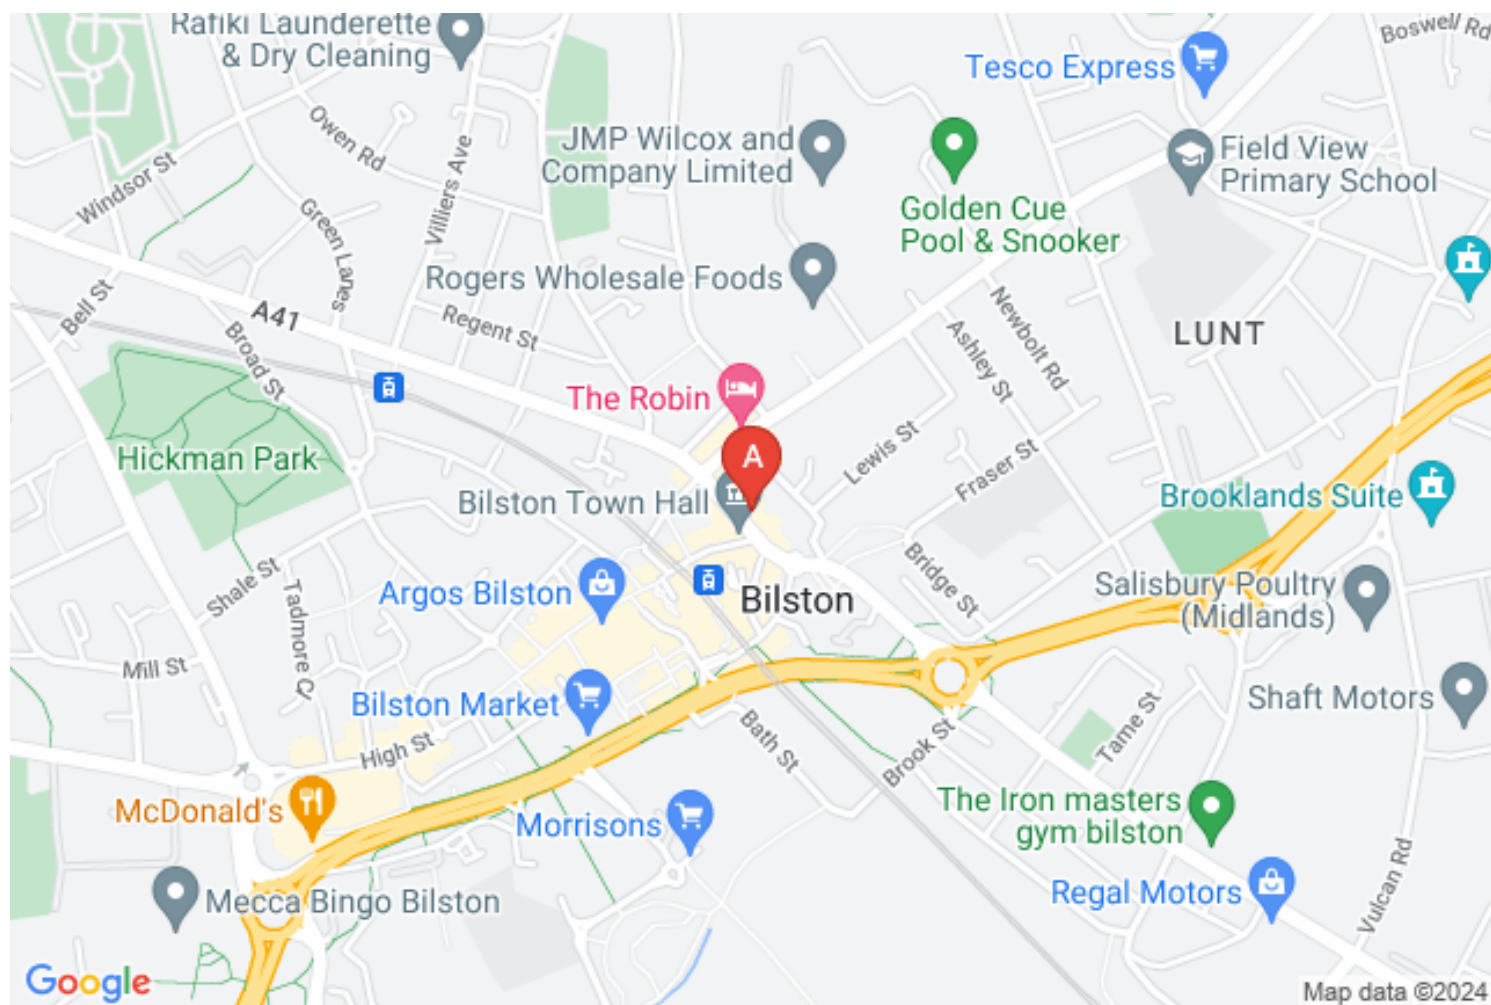 Rafiki Launderette
& Dry Cleaning
Boswell Rd
Tesco Express
Owen Rd
JMP Wilcox and
Company Limited
Field View
Primary School
Windsor St
Villiers Ave
Green Lanes
Golden Cue
Pool & Snooker
Rogers Wholesale Foods
Bell St
A41
Regent St
Broad St
Newbolt Rd
Ashley St
LUNT
The Robin
A
Hickman Park
Lewis St
Fraser St
Bilston Town Hall
Brooklands Suite
Shale St
Tadmore Cl
Argos Bilston
Bilston
Bridge St
Salisbury Poultry
(Midlands)
Mill St
Bilston Market
High St
Bath St
Brook St
Tame St
Shaft Motors
McDonald's
Morrisons
The Iron masters
gym bilston
Mecca Bingo Bilston
Regal Motors
Vulcan Rd
Google
Map data ©2024